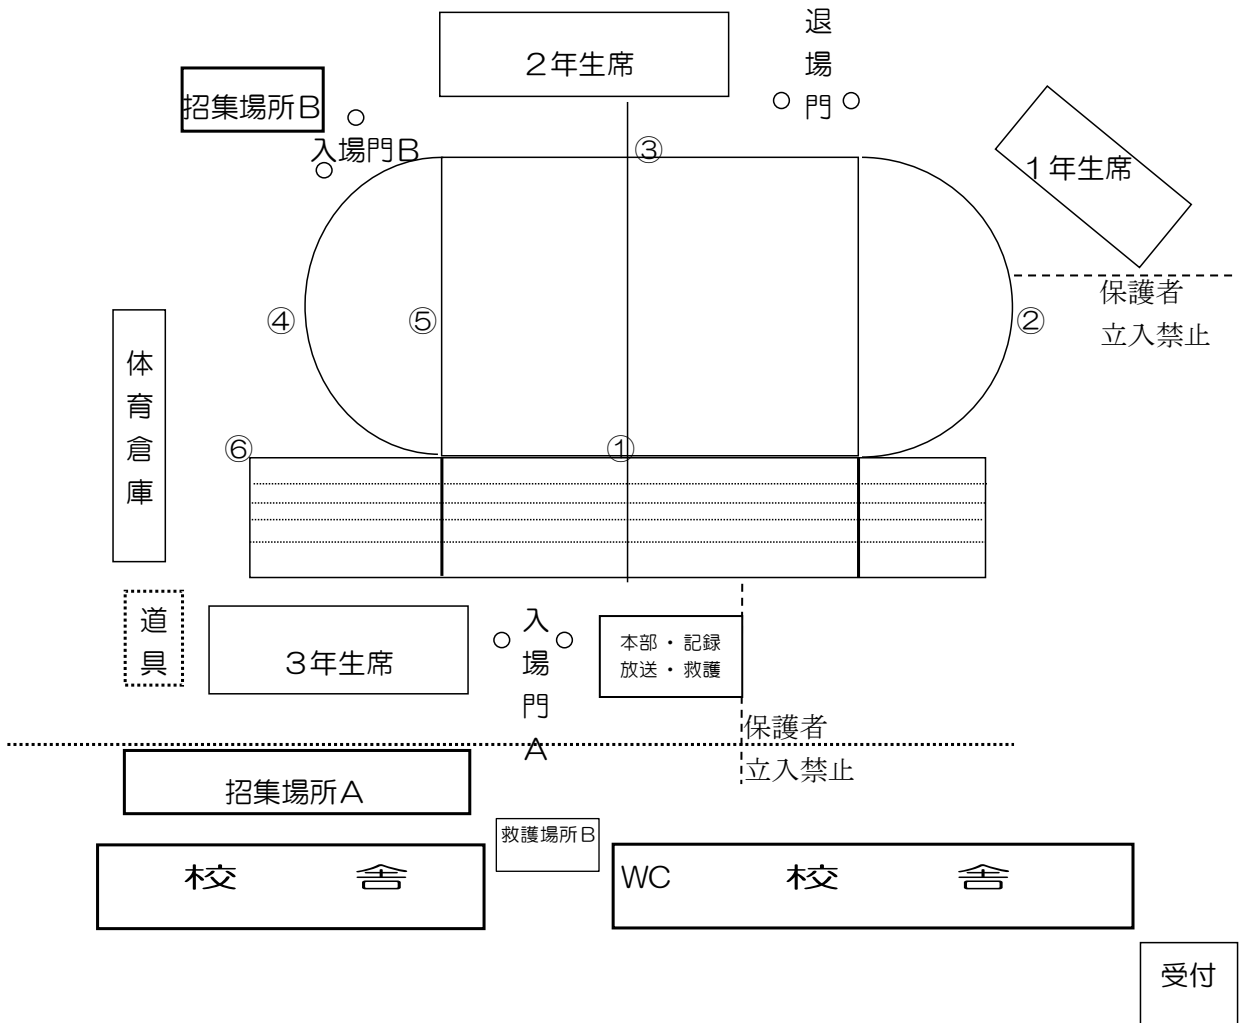 ２年生席
退場門
招集場所Ｂ
入場門Ｂ
③
１年生席
保護者
立入禁止
④
⑤
②
体育倉庫
⑥
①
道具
３年生席
入場門Ａ
本部・記録
放送・救護
保護者
立入禁止
招集場所Ａ
救護場所Ｂ
校舎
WC
校舎
受付